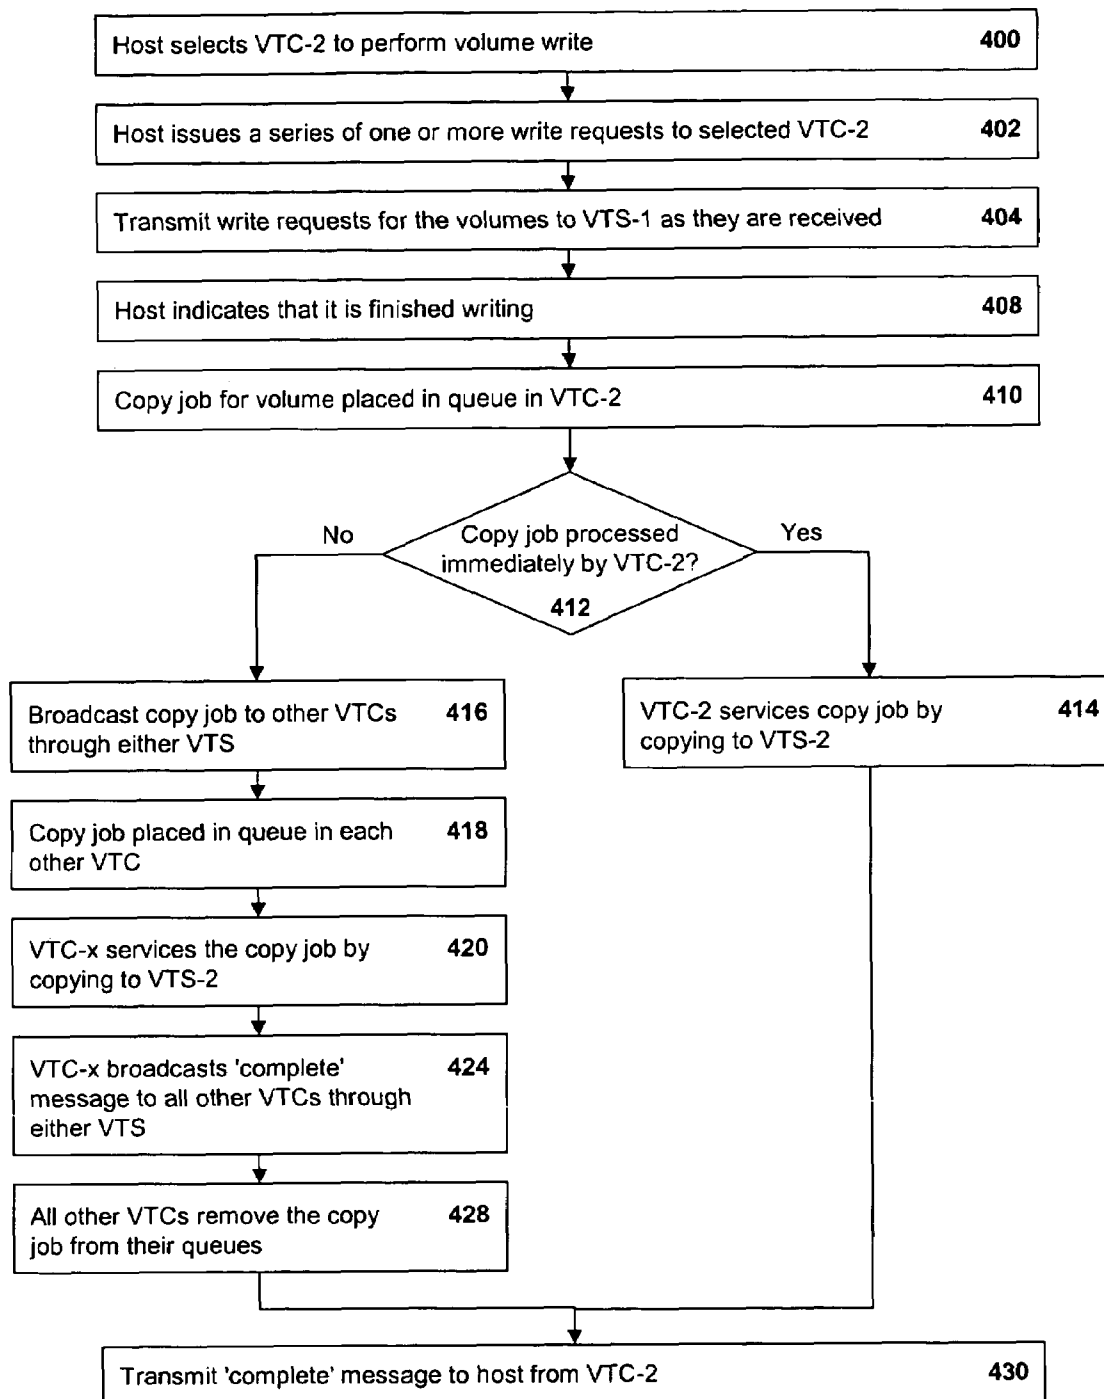 Host selects VTC-2 to perform volume write 400
Host issues a series of one or more write requests to selected VTC-2 402
Transmit write requests for the volumes to VTS-1 as they are received 404
Host indicates that it is finished writing 408
Copy job for volume placed in queue in VTC-2 410
No
Copy job processed
immediately by VTC-2?
412
Yes
Broadcast copy job to other VTCs 416
through either VTS
VTC-2 services copy job by 414
copying to VTS-2
Copy job placed in queue in each 418
other VTC
VTC-x services the copy job by 420
copying to VTS-2
VTC-x broadcasts 'complete' 424
message to all other VTCs through
either VTS
All other VTCs remove the copy 428
job from their queues
Transmit 'complete' message to host from VTC-2 430